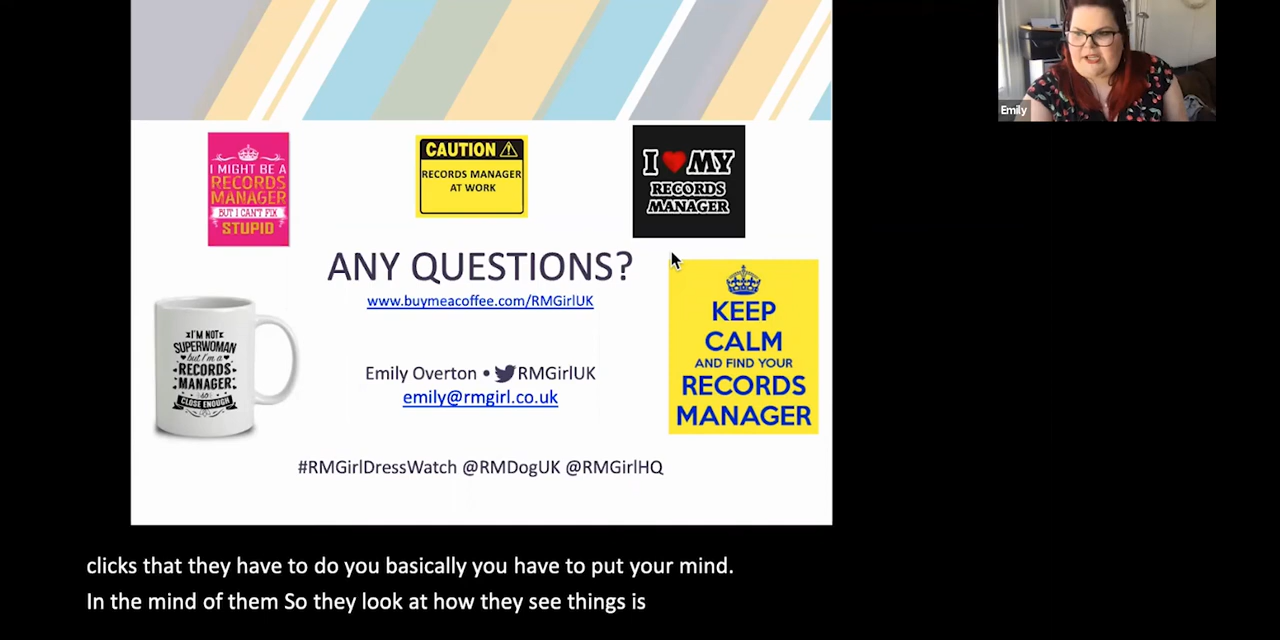 Emily
I MIGHT BE A
RECORDS
MANAGER
BUT I CAN'T FIX
STUPID
CAUTION
RECORDS MANAGER
AT WORK
I MY
RECORDS
MANAGER
ANY QUESTIONS?
www.buymeacoffee.com/RMGirlUK
I'M NOT
SUPERWOMAN
but I'm a
RECORDS
MANAGER
SO
CLOSE ENOUGH
Emily Overton • RMGirlUK
emily@rmgirl.co.uk
KEEP
CALM
AND FIND YOUR
RECORDS
MANAGER
#RMGirlDressWatch @RMDogUK @RMGirlHQ
clicks that they have to do you basically you have to put your mind.
In the mind of them So they look at how they see things is